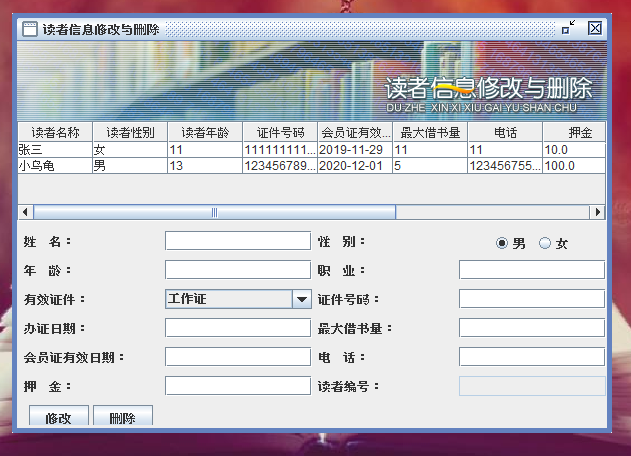 读者信息修改与删除
读者信息修改与删除
DU ZHE XIN XI XIU GAI YU SHAN CHU
读者名称 读者性别 读者年龄 证件号码 会员证有效... 最大借书量 电话 押金
张三 女 11 111111111... 2019-11-29 11 11 10.0
小乌龟 男 13 123456789... 2020-12-01 5 123456755... 100.0
姓 名： 性 别： 男 女
年 龄： 职 业：
有效证件： 工作证 证件号码：
办证日期： 最大借书量：
会员证有效日期： 电 话：
押 金： 读者编号：
修改 删除